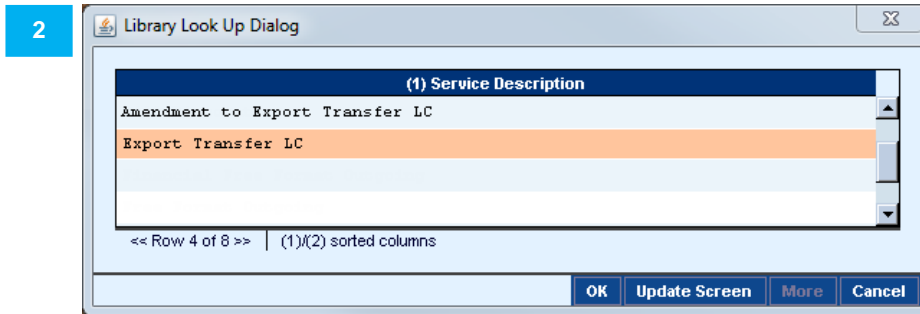 2
Library Look Up Dialog
(1) Service Description
Amendment to Export Transfer LC
Export Transfer LC
<< Row 4 of 8 >> | (1)/(2) sorted columns
OK Update Screen More Cancel